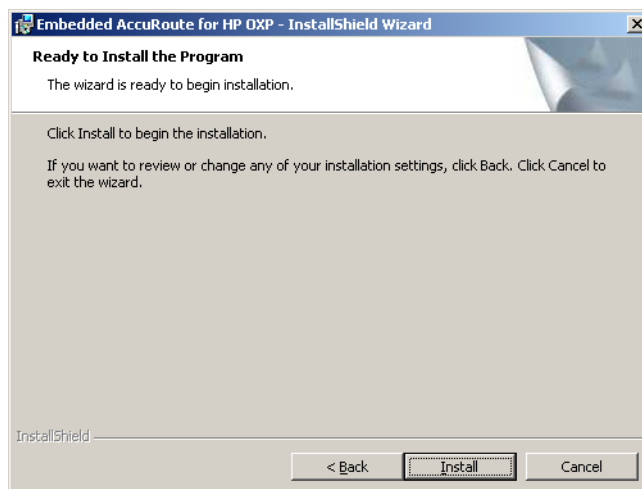 Embedded AccuRoute for HP OXP - InstallShield Wizard
Ready to Install the Program
The wizard is ready to begin installation.
Click Install to begin the installation.
If you want to review or change any of your installation settings, click Back. Click Cancel to
exit the wizard.
InstallShield
< Back Install Cancel